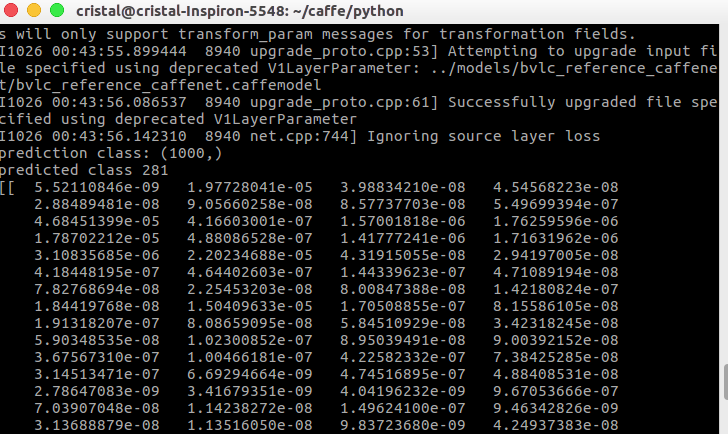 cristal@cristal-Inspiron-5548: ~/caffe/python
s will only support transform_param messages for transformation fields.
I1026 00:43:55.899444  8940 upgrade_proto.cpp:53] Attempting to upgrade input fi
le specified using deprecated V1LayerParameter: ../models/bvlc_reference_caffene
t/bvlc_reference_caffenet.caffemodel
I1026 00:43:56.086537  8940 upgrade_proto.cpp:61] Successfully upgraded file spe
cified using deprecated V1LayerParameter
I1026 00:43:56.142310  8940 net.cpp:744] Ignoring source layer loss
prediction class: (1000,)
predicted class 281
[[  5.52110846e-09   1.97728041e-05   3.98834210e-08   4.54568223e-08
    2.88489481e-08   9.05660258e-08   8.57737703e-08   5.49699394e-07
    4.68451399e-05   4.16603001e-07   1.57001818e-06   1.76259596e-06
    1.78702212e-05   4.88086528e-07   1.41777241e-06   1.71631962e-06
    3.10835685e-06   2.20234688e-05   4.31915055e-08   2.94197005e-08
    4.18448197e-07   4.64402603e-07   1.44339623e-07   4.71089194e-08
    7.82768694e-08   2.25453203e-08   8.00847388e-08   1.42180824e-07
    1.84419768e-08   1.50409633e-05   1.70508855e-07   8.15586105e-08
    1.91318207e-07   8.08659095e-08   5.84510929e-08   3.42318245e-08
    5.90348535e-08   1.02300852e-07   8.95039491e-08   9.00392152e-08
    3.67567310e-07   1.00466181e-07   4.22582332e-07   7.38425285e-08
    3.14513471e-07   6.69294664e-09   4.74516895e-07   4.88408531e-08
    2.78647083e-09   3.41679351e-09   4.04196232e-09   9.67053666e-07
    7.03907048e-08   1.14238272e-08   1.49624100e-07   9.46342826e-09
    3.13688879e-08   1.13516050e-08   9.83723680e-09   4.24937383e-08